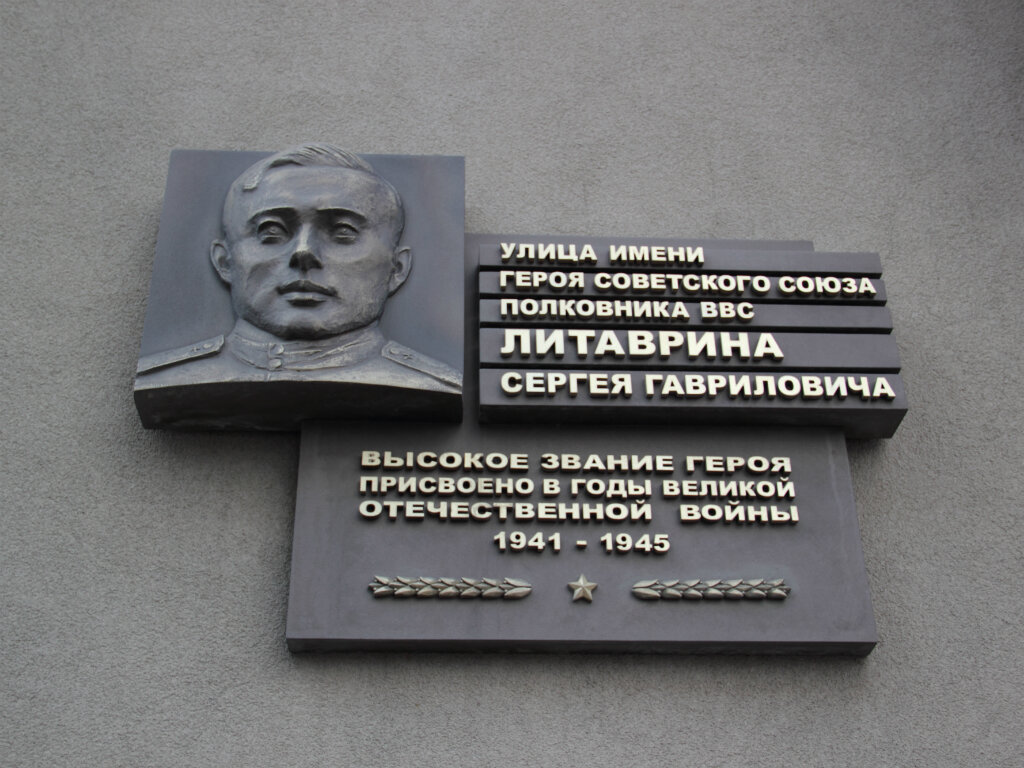 УЛИЦА ИМЕНИ
ГЕРОЯ СОВЕТСКОГО СОЮЗА
ПОЛКОВНИКА ВВС
ЛИТАВРИНА
СЕРГЕЯ ГАВРИЛОВИЧА
ВЫСОКОЕ ЗВАНИЕ ГЕРОЯ
ПРИСВОЕНО В ГОДЫ ВЕЛИКОЙ
ОТЕЧЕСТВЕННОЙ ВОЙНЫ
1941 - 1945